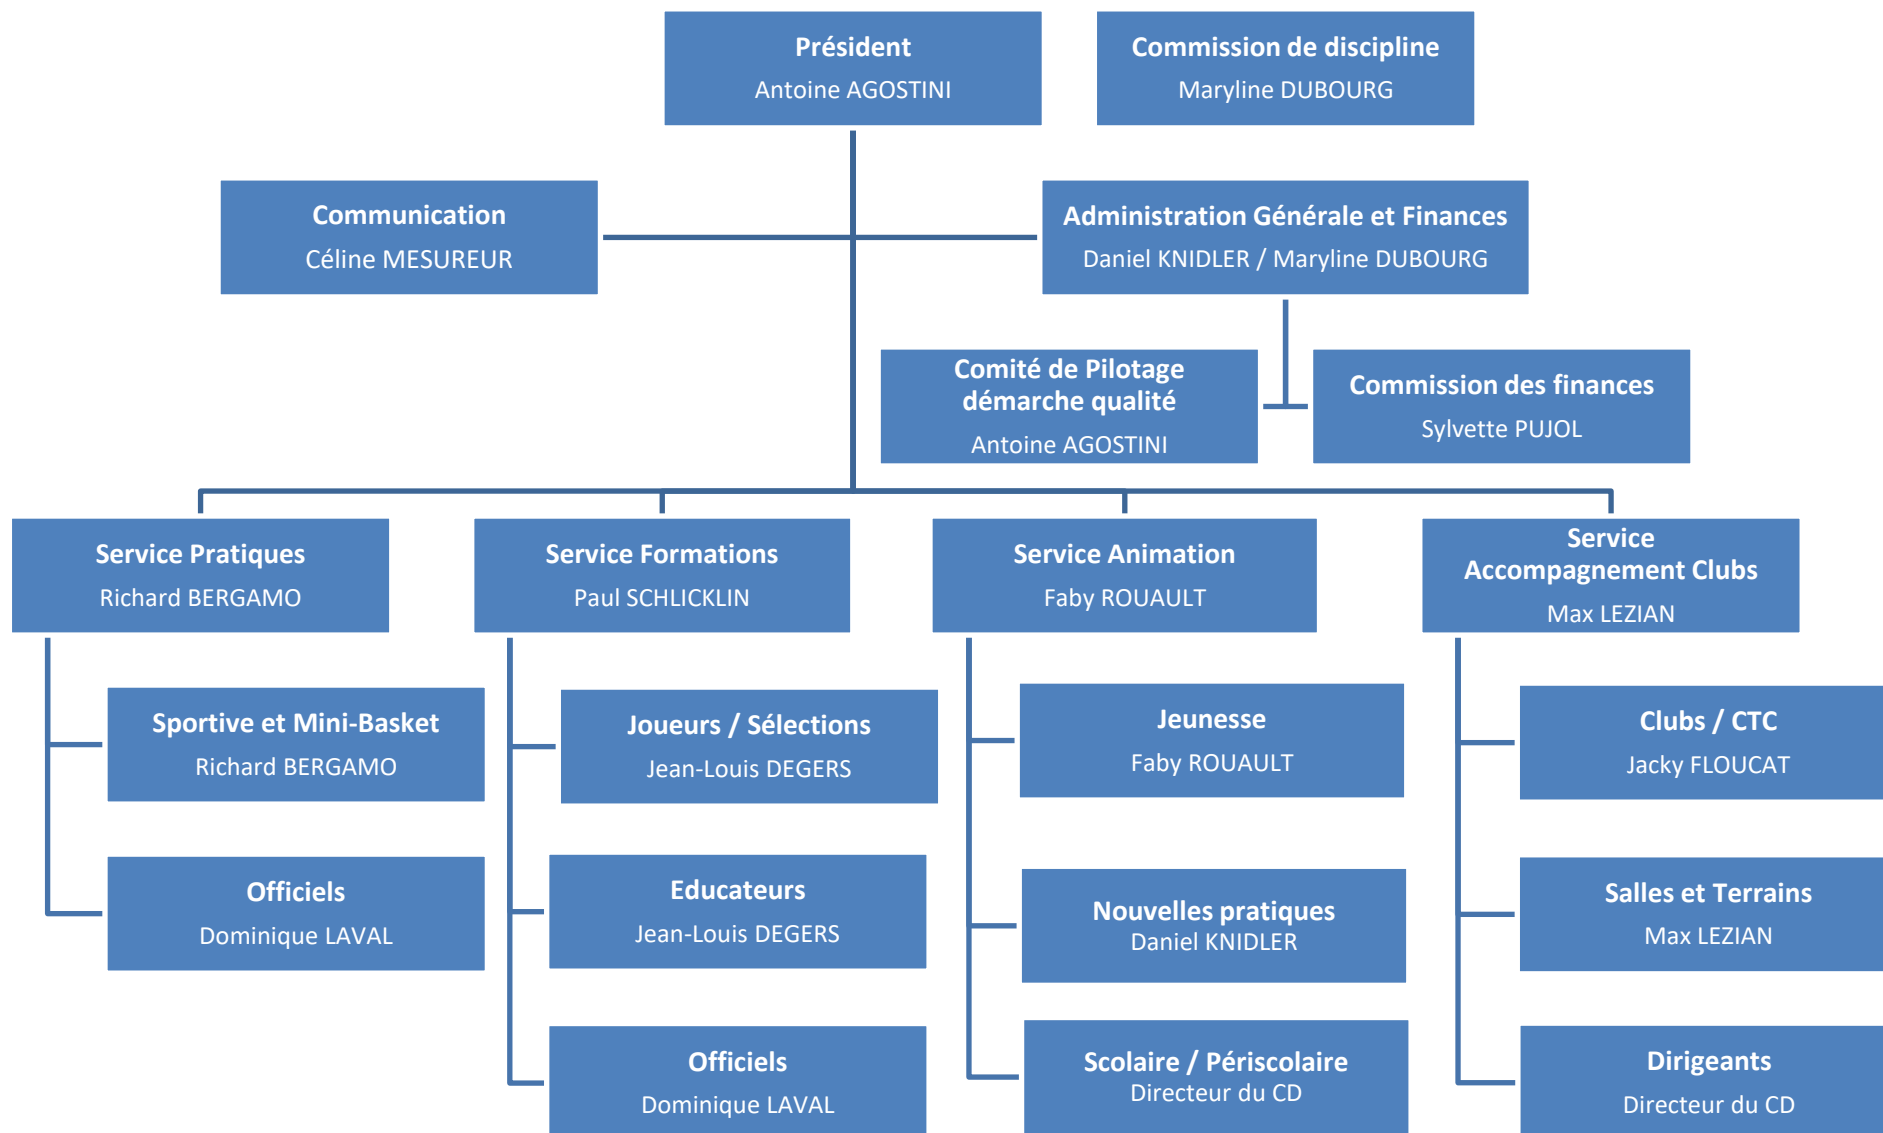 Président
Antoine AGOSTINI
Commission de discipline
Maryline DUBOURG
Communication
Céline MESUREUR
Administration Générale et Finances
Daniel KNIDLER / Maryline DUBOURG
Comité de Pilotage
démarche qualité
Antoine AGOSTINI
Commission des finances
Sylvette PUJOL
Service Pratiques
Richard BERGAMO
Service Formations
Paul SCHLICKLIN
Service Animation
Faby ROUAULT
Service
Accompagnement Clubs
Max LEZIAN
Sportive et Mini-Basket
Richard BERGAMO
Joueurs / Sélections
Jean-Louis DEGERS
Jeunesse
Faby ROUAULT
Clubs / CTC
Jacky FLOUCAT
Officiels
Dominique LAVAL
Educateurs
Jean-Louis DEGERS
Nouvelles pratiques
Daniel KNIDLER
Salles et Terrains
Max LEZIAN
Officiels
Dominique LAVAL
Scolaire / Périscolaire
Directeur du CD
Dirigeants
Directeur du CD